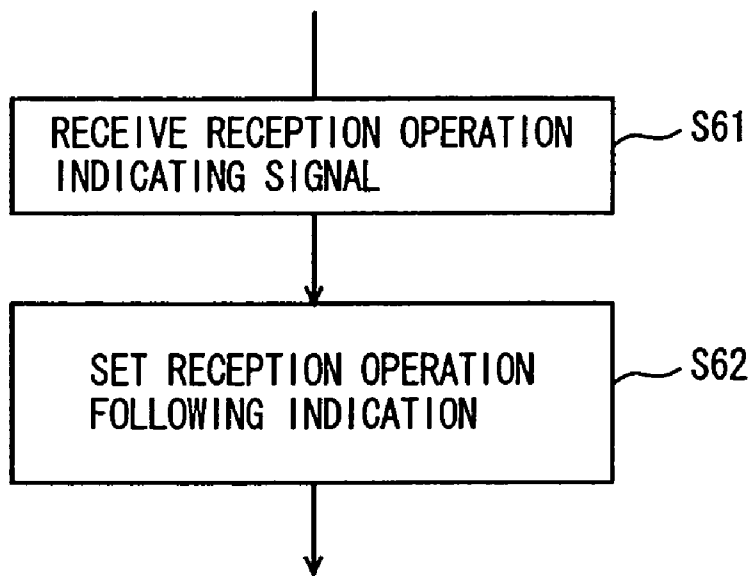 RECEIVE RECEPTION OPERATION
INDICATING SIGNAL
S61
SET RECEPTION OPERATION
FOLLOWING INDICATION
S62